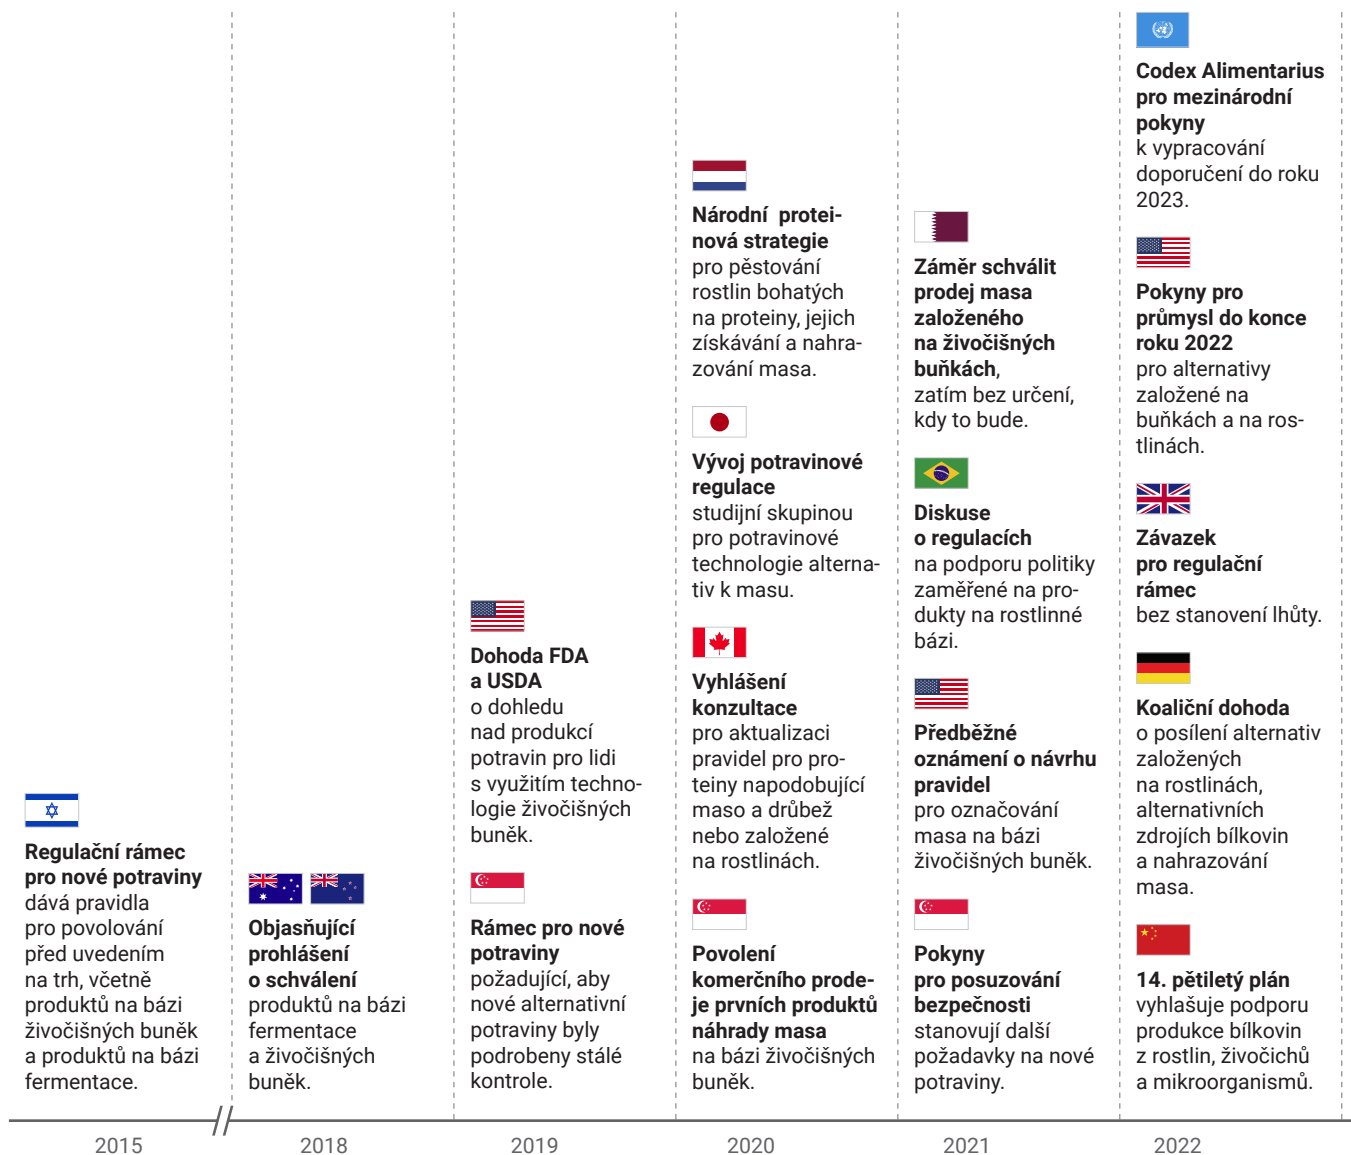 Regulační rámec
pro nové potraviny
dává pravidla
pro povolování
před uvedením
na trh, včetně
produktů na bázi
živočišných buněk
a produktů na bázi
fermentace.
2015
Objasňující
prohlášení
o schválení
produktů na bázi
fermentace
a živočišných
buněk.
2018
Dohoda FDA
a USDA
o dohledu
nad produkcí
potravin pro lidi
s využitím techno-
logie živočišných
buněk.
Rámec pro nové
potraviny
požadující, aby
nové alternativní
potraviny byly
podrobeny stálé
kontrole.
2019
Národní protei-
nová strategie
pro pěstování
rostlin bohatých
na proteiny, jejich
získávání a nahra-
zování masa.
Vývoj potravinové
regulace
studijní skupinou
pro potravinové
technologie alterna-
tiv k masu.
Vyhlášení
konzultace
pro aktualizaci
pravidel pro pro-
teiny napodobující
maso a drůbež
nebo založené
na rostlinách.
Povolení
komerčního prode-
je prvních produktů
náhrady masa
na bázi živočišných
buněk.
2020
Záměr schválit
prodej masa
založeného
na živočišných
buňkách,
zatím bez určení,
kdy to bude.
Diskuse
o regulacích
na podporu politiky
zaměřené na pro-
dukty na rostlinné
bázi.
Předběžné
oznámení o návrhu
pravidel
pro označování
masa na bázi
živočišných buněk.
Pokyny
pro posuzování
bezpečnosti
stanovují další
požadavky na nové
potraviny.
2021
Codex Alimentarius
pro mezinárodní
pokyny
k vypracování
doporučení do roku
2023.
Pokyny pro
průmysl do konce
roku 2022
pro alternativy
založené na
buňkách a na ros-
tlinách.
Závazek
pro regulační
rámec
bez stanovení lhůty.
Koaliční dohoda
o posílení alternativ
založených
na rostlinách,
alternativních
zdrojích bílkovin
a nahrazování
masa.
14. pětiletý plán
vyhlašuje podporu
produkce bílkovin
z rostlin, živočichů
a mikroorganismů.
2022